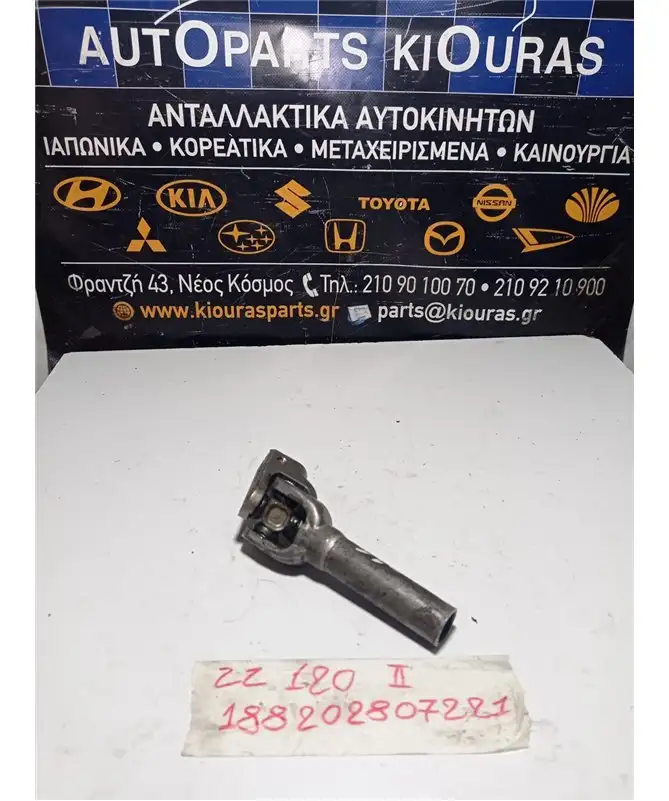 AUTOPARTS KIOURAS
ΑΝΤΑΛΛΑΚΤΙΚΑ ΑΥΤΟΚΙΝΗΤΩΝ
ΙΑΠΩΝΙΚΑ • ΚΟΡΕΑΤΙΚΑ • ΜΕΤΑΧΕΙΡΙΣΜΕΝΑ • ΚΑΙΝΟΥΡΓΙΑ
KIA TOYOTA NISSAN
Φραντζή 43, Νέος Κόσμος Τηλ.: 210 90 100 70 • 210 92 10 900
www.kiourasparts.gr parts@kiouras.gr
ZZ 120 II
188202807221